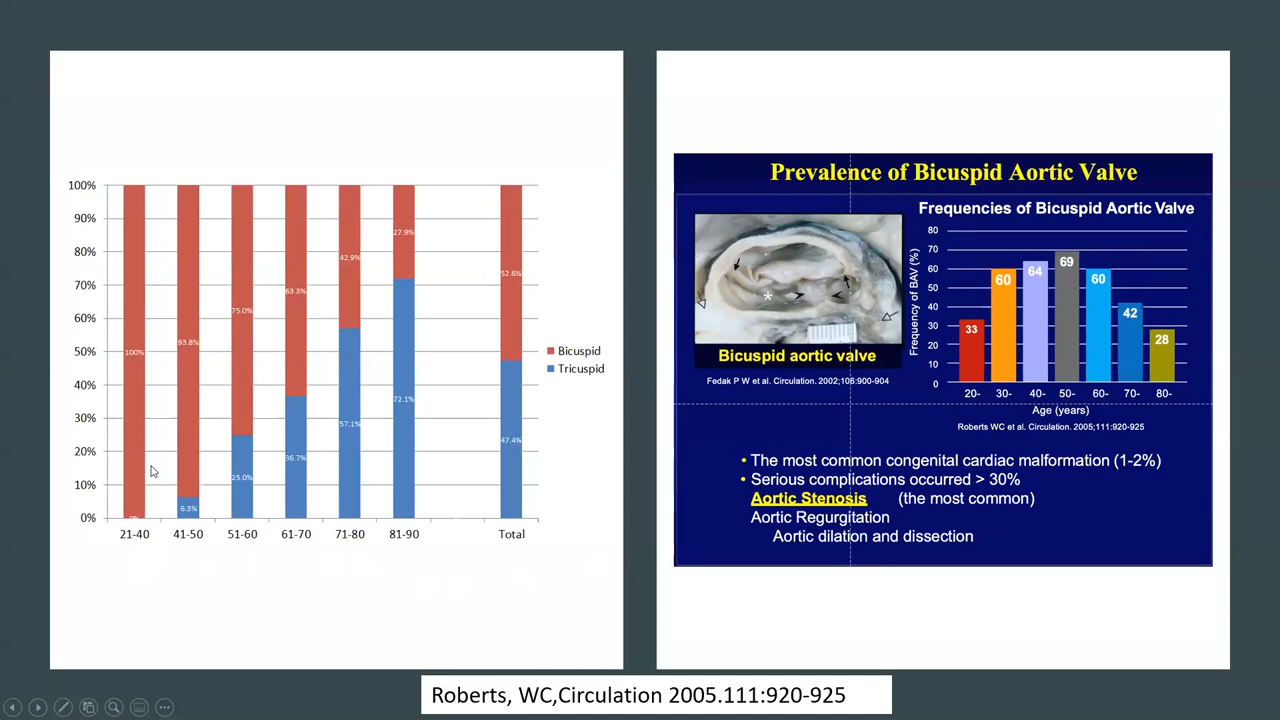 100%
90%
80%
70%
60%
50%
40%
30%
20%
10%
0%
100%
0%
93.8%
6.3%
75.0%
25.0%
63.3%
36.7%
42.9%
57.1%
27.9%
72.1%
52.6%
47.4%
21-40 41-50 51-60 61-70 71-80 81-90 Total
Bicuspid
Tricuspid
Prevalence of Bicuspid Aortic Valve
Bicuspid aortic valve
Fedak P W et al. Circulation. 2002;106:900-904
Frequencies of Bicuspid Aortic Valve
Frequency of BAV (%)
80
70
60
50
40
30
20
10
0
33 60 64 69 60 42 28
20- 30- 40- 50- 60- 70- 80-
Age (years)
Roberts WC et al. Circulation. 2005;111:920-925
• The most common congenital cardiac malformation (1-2%)
• Serious complications occurred > 30%
Aortic Stenosis (the most common)
Aortic Regurgitation
Aortic dilation and dissection
Roberts, WC,Circulation 2005.111:920-925